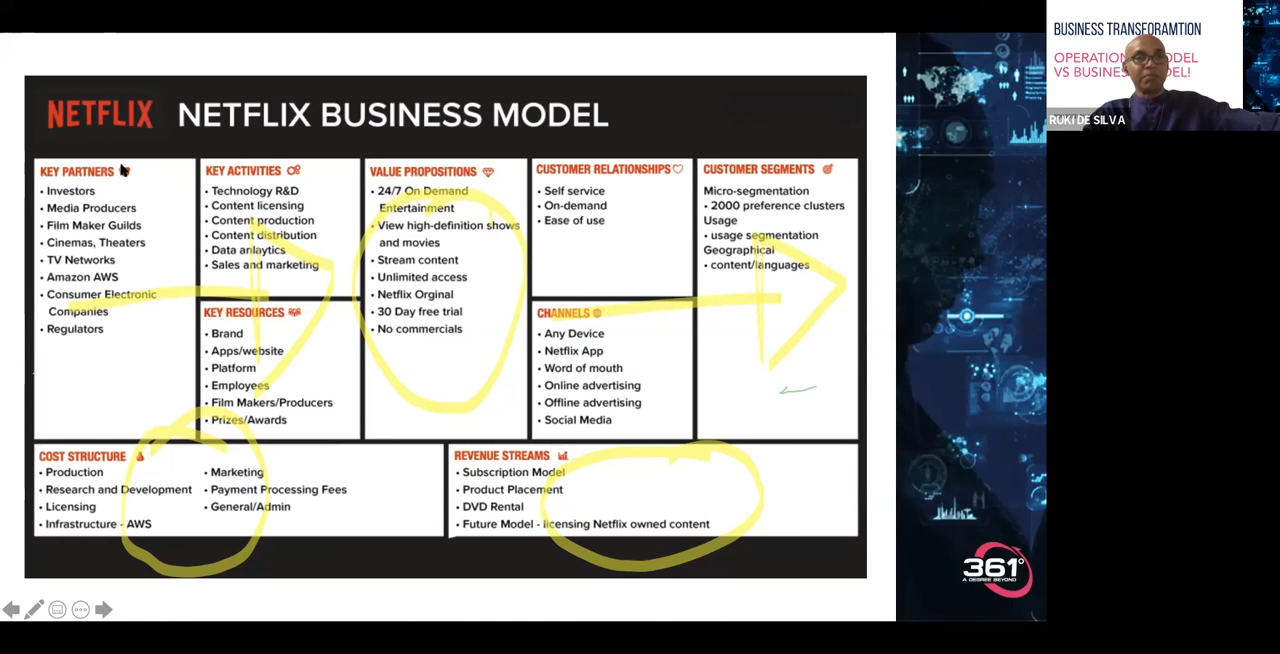 NETFLIX NETFLIX BUSINESS MODEL
KEY PARTNERS
• Investors
• Media Producers
• Film Maker Guilds
• Cinemas, Theaters
• TV Networks
• Amazon AWS
• Consumer Electronic
Companies
• Regulators
KEY ACTIVITIES
• Technology R&D
• Content licensing
• Content production
• Content distribution
• Data anlaytics
• Sales and marketing
KEY RESOURCES
• Brand
• Apps/website
• Platform
• Employees
• Film Makers/Producers
• Prizes/Awards
VALUE PROPOSITIONS
• 24/7 On Demand
Entertainment
• View high-definition shows
and movies
• Stream content
• Unlimited access
• Netflix Orginal
• 30 Day free trial
• No commercials
CUSTOMER RELATIONSHIPS
• Self service
• On-demand
• Ease of use
CHANNELS
• Any Device
• Netflix App
• Word of mouth
• Online advertising
• Offline advertising
• Social Media
CUSTOMER SEGMENTS
Micro-segmentation
• 2000 preference clusters
Usage
• usage segmentation
Geographical
• content/languages
COST STRUCTURE
• Production
• Research and Development
• Licensing
• Infrastructure - AWS
• Marketing
• Payment Processing Fees
• General/Admin
REVENUE STREAMS
• Subscription Model
• Product Placement
• DVD Rental
• Future Model - licensing Netflix owned content
361°
A DEGREE BEYOND
BUSINESS TRANSFORAMTION
RUKI DE SILVA